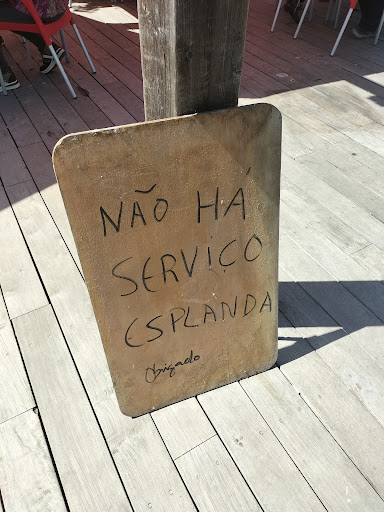 NÃO HÁ
SERVIÇO
ESPLANDA
Obrigado